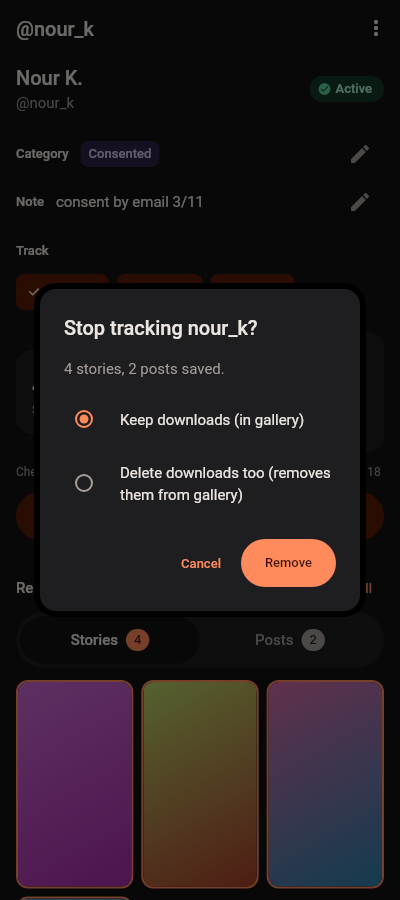 @nour_k
Nour K.
@nour_k
Active
Category Consented
Note consent by email 3/11
Track
Stop tracking nour_k?
4 stories, 2 posts saved.
Keep downloads (in gallery)
Delete downloads too (removes
them from gallery)
Cancel
Remove
Stories 4
Posts 2